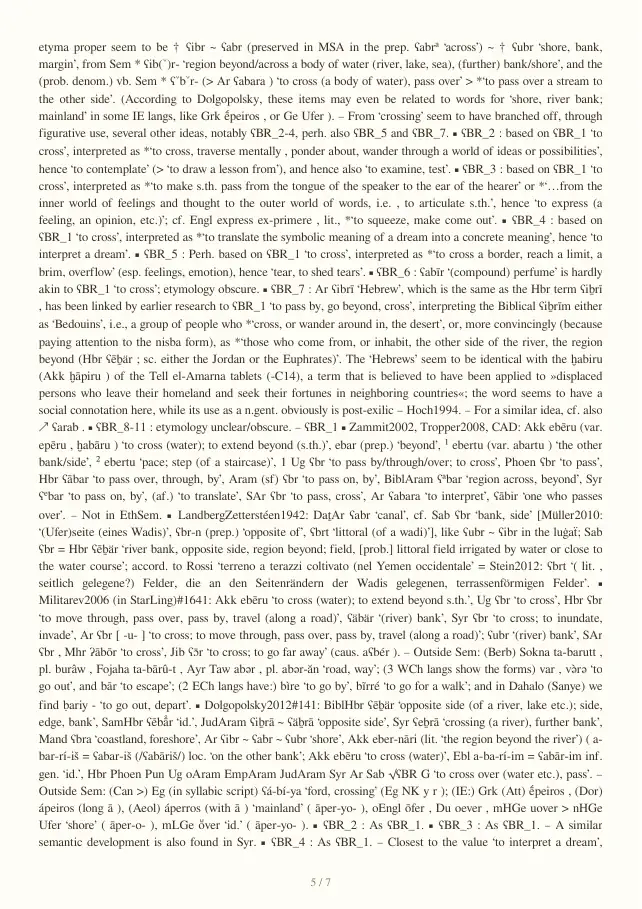 etyma proper seem to be † ʕibr ~ ʕabr (preserved in MSA in the prep. ʕabrᵃ ‘across’) ~ † ʕubr ‘shore, bank,
margin’, from Sem * ʕib(˘)r- ‘region beyond/across a body of water (river, lake, sea), (further) bank/shore’, and the
(prob. denom.) vb. Sem * ʕ˘b˘r- (> Ar ʕabara ) ‘to cross (a body of water), pass over’ > *‘to pass over a stream to
the other side’. (According to Dolgopolsky, these items may even be related to words for ‘shore, river bank;
mainland’ in some IE langs, like Grk ḗpeiros , or Ge Ufer ). – From ‘crossing’ seem to have branched off, through
figurative use, several other ideas, notably ʕBR_2-4, perh. also ʕBR_5 and ʕBR_7. ▪ ʕBR_2 : based on ʕBR_1 ‘to
cross’, interpreted as *‘to cross, traverse mentally , ponder about, wander through a world of ideas or possibilities’,
hence ‘to contemplate’ (> ‘to draw a lesson from’), and hence also ‘to examine, test’. ▪ ʕBR_3 : based on ʕBR_1 ‘to
cross’, interpreted as *‘to make s.th. pass from the tongue of the speaker to the ear of the hearer’ or *‘…from the
inner world of feelings and thought to the outer world of words, i.e. , to articulate s.th.’, hence ‘to express (a
feeling, an opinion, etc.)’; cf. Engl express ex-primere , lit., *‘to squeeze, make come out’. ▪ ʕBR_4 : based on
ʕBR_1 ‘to cross’, interpreted as *‘to translate the symbolic meaning of a dream into a concrete meaning’, hence ‘to
interpret a dream’. ▪ ʕBR_5 : Perh. based on ʕBR_1 ‘to cross’, interpreted as *‘to cross a border, reach a limit, a
brim, overflow’ (esp. feelings, emotion), hence ‘tear, to shed tears’. ▪ ʕBR_6 : ʕabīr ‘(compound) perfume’ is hardly
akin to ʕBR_1 ‘to cross’; etymology obscure. ▪ ʕBR_7 : Ar ʕibrī ‘Hebrew’, which is the same as the Hbr term ʕiḇrī
, has been linked by earlier research to ʕBR_1 ‘to pass by, go beyond, cross’, interpreting the Biblical ʕiḇrīm either
as ‘Bedouins’, i.e., a group of people who *‘cross, or wander around in, the desert’, or, more convincingly (because
paying attention to the nisba form), as *‘those who come from, or inhabit, the other side of the river, the region
beyond (Hbr ʕēḇär ; sc. either the Jordan or the Euphrates)’. The ‘Hebrews’ seem to be identical with the ḫabiru
(Akk ḫāpiru ) of the Tell el-Amarna tablets (-C14), a term that is believed to have been applied to »displaced
persons who leave their homeland and seek their fortunes in neighboring countries«; the word seems to have a
social connotation here, while its use as a n.gent. obviously is post-exilic – Hoch1994. – For a similar idea, cf. also
↗ ʕarab . ▪ ʕBR_8-11 : etymology unclear/obscure. – ʕBR_1 ▪ Zammit2002, Tropper2008, CAD: Akk ebēru (var.
epēru , ḫabāru ) ‘to cross (water); to extend beyond (s.th.)’, ebar (prep.) ‘beyond’, ¹ ebertu (var. abartu ) ‘the other
bank/side’, ² ebertu ‘pace; step (of a staircase)’, 1 Ug ʕbr ‘to pass by/through/over; to cross’, Phoen ʕbr ‘to pass’,
Hbr ʕābar ‘to pass over, through, by’, Aram (sf) ʕbr ‘to pass on, by’, BiblAram ʕᵃbar ‘region across, beyond’, Syr
ʕᵉbar ‘to pass on, by’, (af.) ‘to translate’, SAr ʕbr ‘to pass, cross’, Ar ʕabara ‘to interpret’, ʕābir ‘one who passes
over’. – Not in EthSem. ▪ LandbergZetterstéen1942: DaṯAr ʕabr ‘canal’, cf. Sab ʕbr ‘bank, side’ [Müller2010:
‘(Ufer)seite (eines Wadis)’, ʕbr-n (prep.) ‘opposite of’, ʕbrt ‘littoral (of a wadi)’], like ʕubr ~ ʕibr in the luġaẗ; Sab
ʕbr = Hbr ʕēḇär ‘river bank, opposite side, region beyond; field, [prob.] littoral field irrigated by water or close to
the water course’; accord. to Rossi ‘terreno a terazzi coltivato (nel Yemen occidentale’ = Stein2012: ʕbrt ‘( lit. ,
seitlich gelegene?) Felder, die an den Seitenrändern der Wadis gelegenen, terrassenförmigen Felder’. ▪
Militarev2006 (in StarLing)#1641: Akk ebēru ‘to cross (water); to extend beyond s.th.’, Ug ʕbr ‘to cross’, Hbr ʕbr
‘to move through, pass over, pass by, travel (along a road)’, ʕäbär ‘(river) bank’, Syr ʕbr ‘to cross; to inundate,
invade’, Ar ʕbr [ -u- ] ‘to cross; to move through, pass over, pass by, travel (along a road)’; ʕubr ‘(river) bank’, SAr
ʕbr , Mhr ʔābōr ‘to cross’, Jib ʕōr ‘to cross; to go far away’ (caus. aʕbér ). – Outside Sem: (Berb) Sokna ta-barutt ,
pl. burâw , Fojaha ta-bārū-t , Ayr Taw abər , pl. abər-ăn ‘road, way’; (3 WCh langs show the forms) var , və̀rə ‘to
go out’, and bār ‘to escape’; (2 ECh langs have:) bìre ‘to go by’, bīrré ‘to go for a walk’; and in Dahalo (Sanye) we
find ḅariy - ‘to go out, depart’. ▪ Dolgopolsky2012#141: BiblHbr ʕēḇär ‘opposite side (of a river, lake etc.); side,
edge, bank’, SamHbr ʕēbår ‘id.’, JudAram ʕiḇrā ~ ʕāḇrā ‘opposite side’, Syr ʕeḇrā ‘crossing (a river), further bank’,
Mand ʕbra ‘coastland, foreshore’, Ar ʕibr ~ ʕabr ~ ʕubr ‘shore’, Akk eber-nāri (lit. ‘the region beyond the river’) ( a-
bar-rí-iš = ʕabar-iš (/ʕabāriš/) loc. ‘on the other bank’; Akk ebēru ‘to cross (water)’, Ebl a-ba-rí-im = ʕabār-im inf.
gen. ‘id.’, Hbr Phoen Pun Ug oAram EmpAram JudAram Syr Ar Sab √ʕBR G ‘to cross over (water etc.), pass’. –
Outside Sem: (Can >) Eg (in syllabic script) ʕá-bí-ya ‘ford, crossing’ (Eg NK y r ); (IE:) Grk (Att) ḗpeiros , (Dor)
ápeiros (long ā ), (Aeol) áperros (with ā ) ‘mainland’ ( āper-yo- ), oEngl ōfer , Du oever , mHGe uover > nHGe
Ufer ‘shore’ ( āper-o- ), mLGe ȫver ‘id.’ ( āper-yo- ). ▪ ʕBR_2 : As ʕBR_1. ▪ ʕBR_3 : As ʕBR_1. – A similar
semantic development is also found in Syr. ▪ ʕBR_4 : As ʕBR_1. – Closest to the value ‘to interpret a dream’,
5 / 7